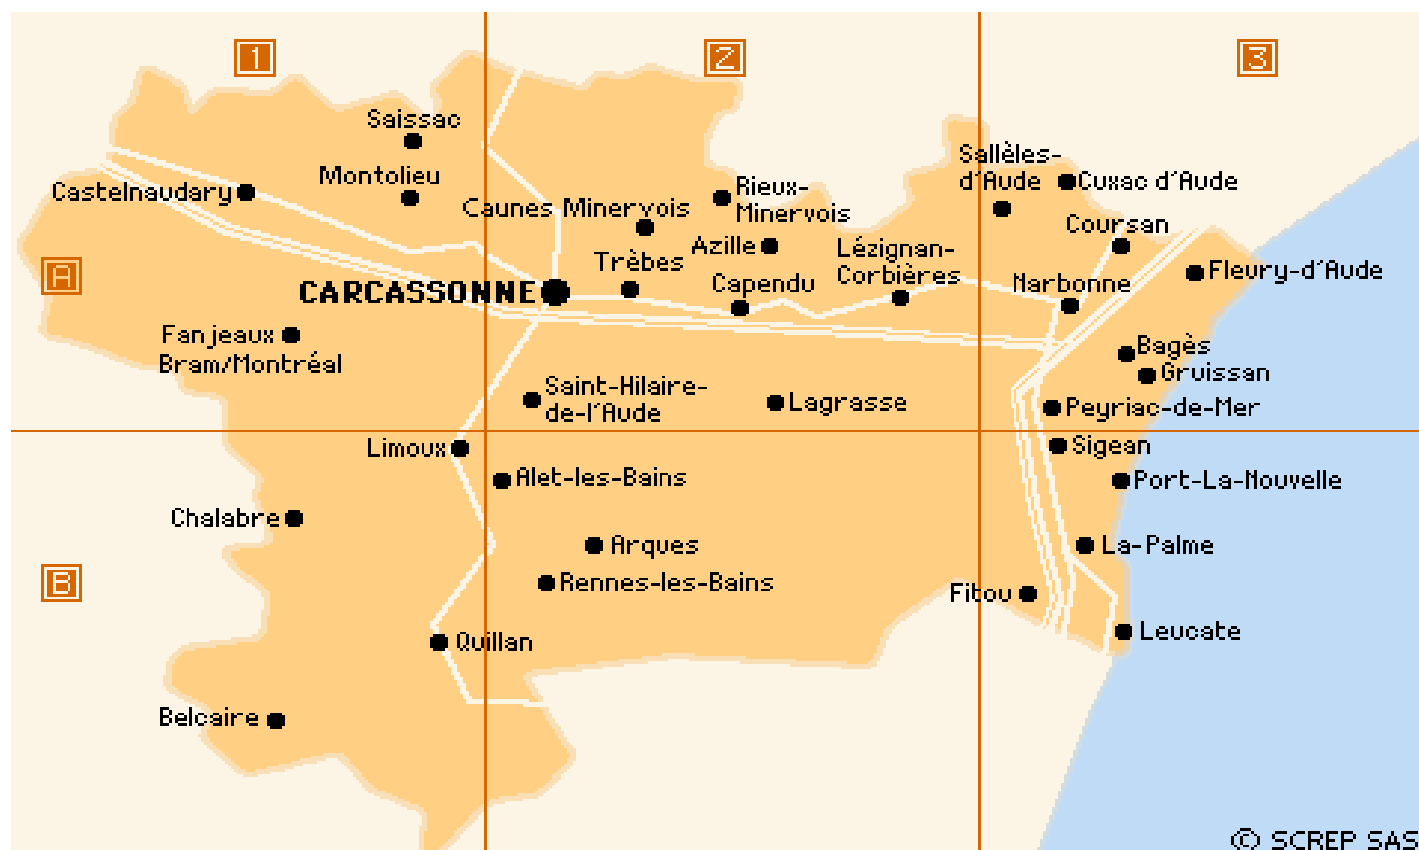 1
2
3
Saissac
Sallèles-
d'Aude
Cuxac d'Aude
Montolieu
Castelnaudary
Rieux-
Minervois
Caunes Minervois
Coursan
Azille
Lézignan-
Corbières
Trèbes
A
Fleury-d'Aude
Capendu
Narbonne
CARCASSONNE
Fanjeaux
Bram/Montréal
Bagès
Gruissan
Saint-Hilaire-
de-l'Aude
Lagrasse
Peyriac-de-Mer
Limoux
Sigean
Alet-les-Bains
Port-La-Nouvelle
Chalabre
Arques
La-Palme
B
Rennes-les-Bains
Fitou
Leucate
Quillan
Belcaire
© SCREP SAS